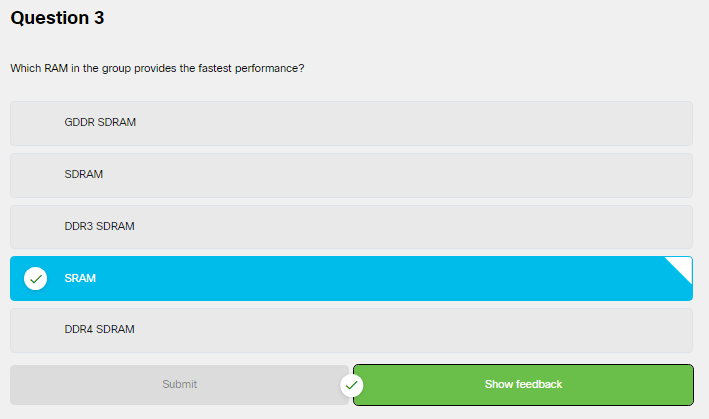 Question 3
Which RAM in the group provides the fastest performance?
GDDR SDRAM
SDRAM
DDR3 SDRAM
SRAM
DDR4 SDRAM
Submit
Show feedback